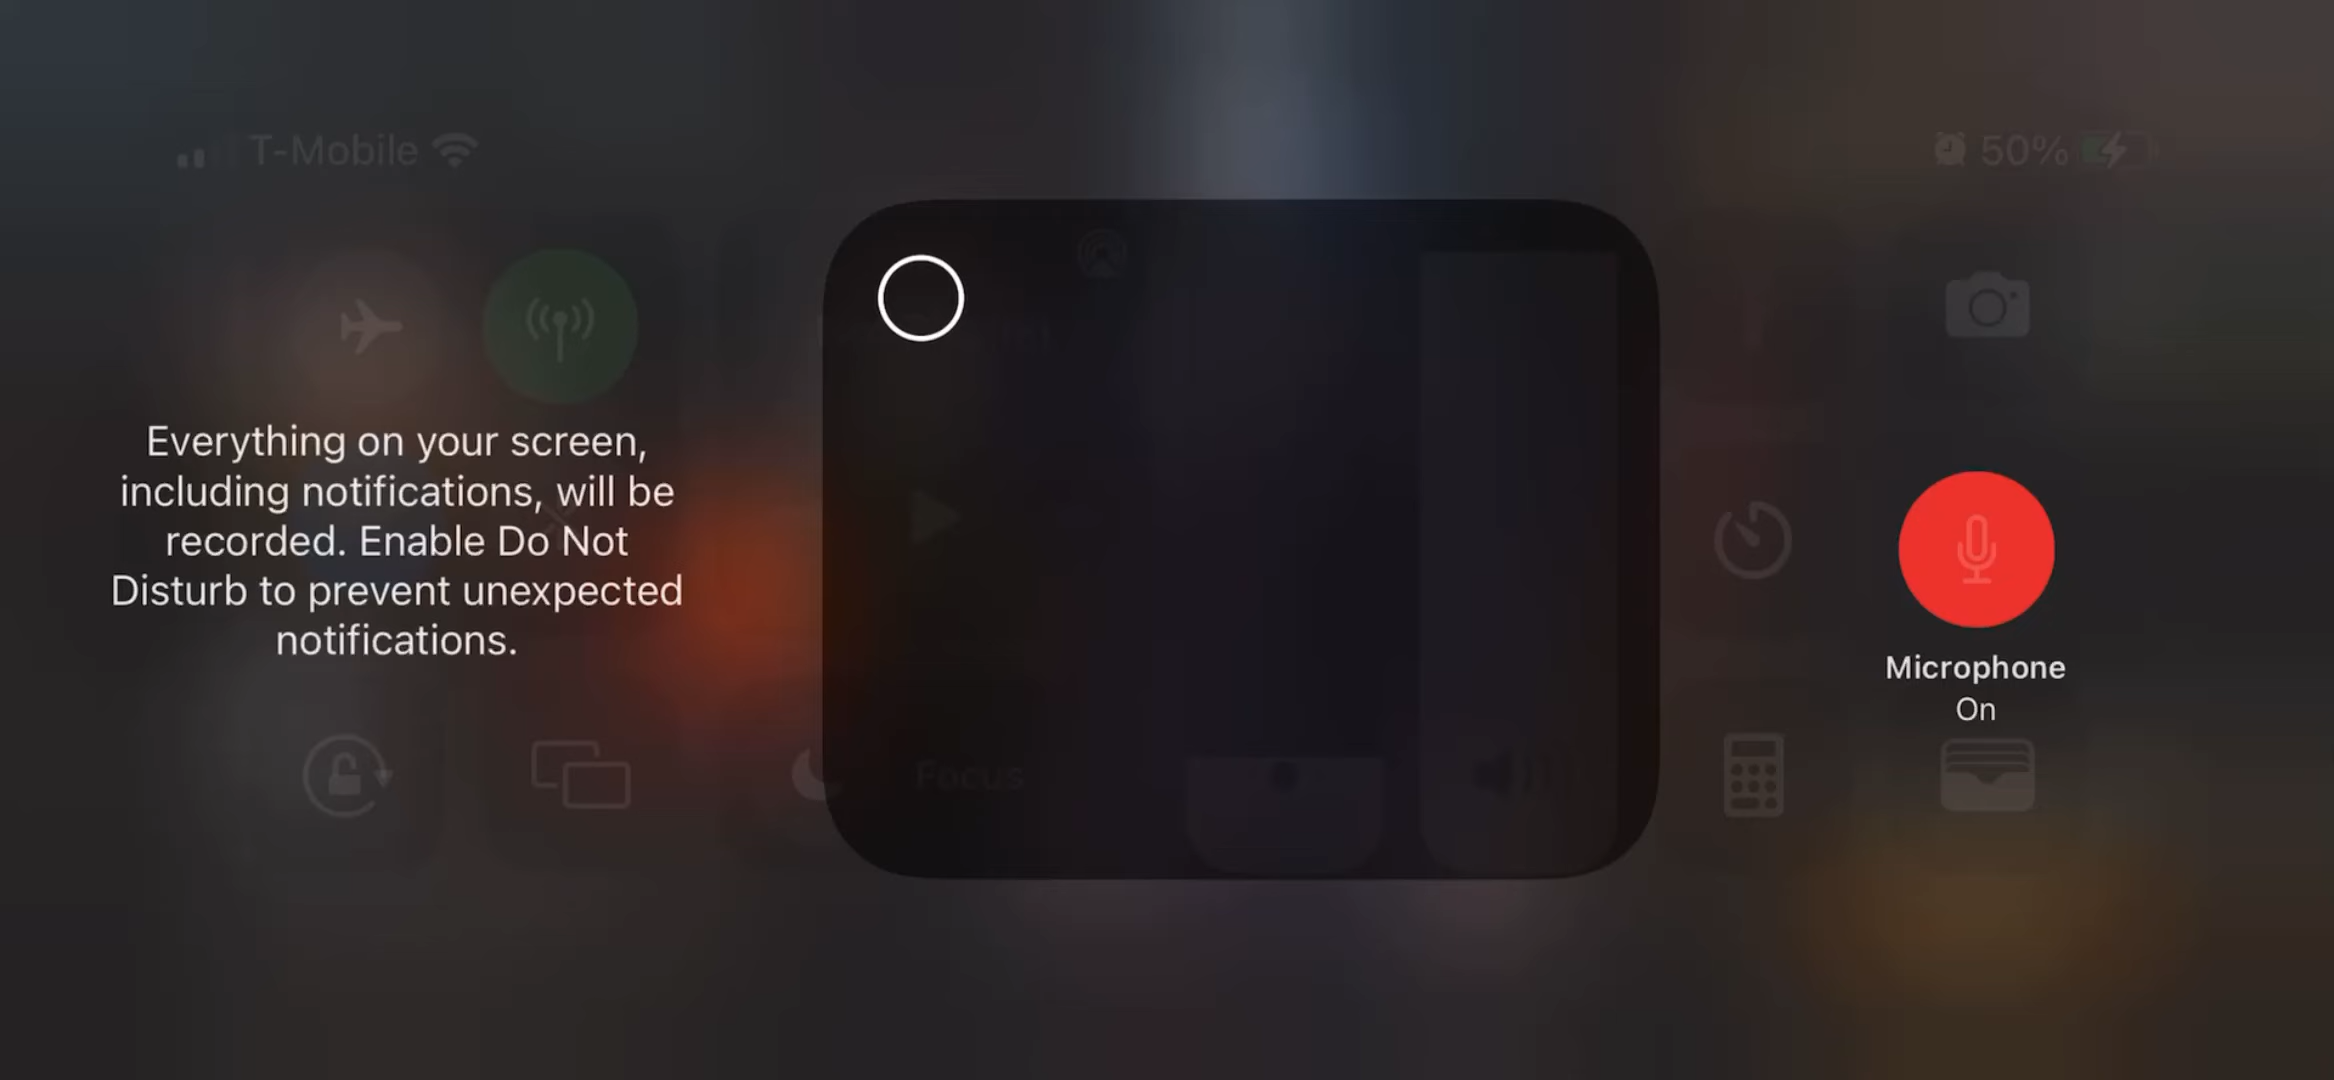 T-Mobile
50%
Everything on your screen,
including notifications, will be
recorded. Enable Do Not
Disturb to prevent unexpected
notifications.
Microphone
On
Focus